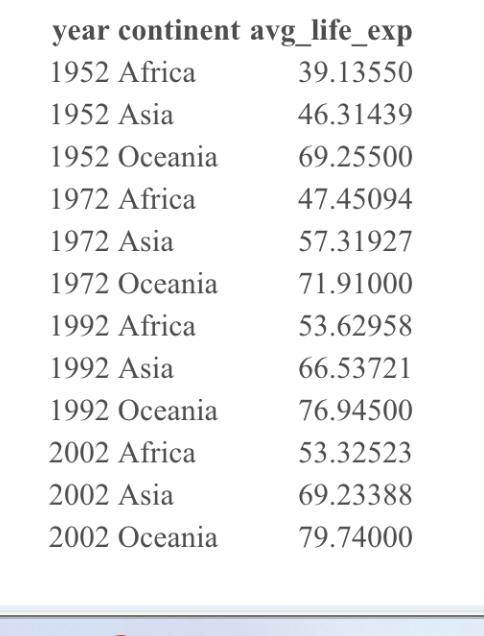 year continent avg_life_exp
1952 Africa 39.13550
1952 Asia 46.31439
1952 Oceania 69.25500
1972 Africa 47.45094
1972 Asia 57.31927
1972 Oceania 71.91000
1992 Africa 53.62958
1992 Asia 66.53721
1992 Oceania 76.94500
2002 Africa 53.32523
2002 Asia 69.23388
2002 Oceania 79.74000